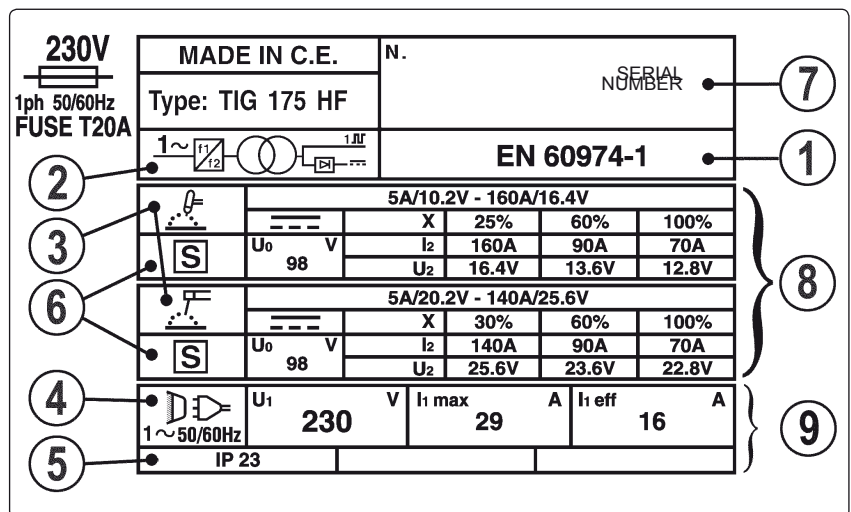 230V
1ph 50/60Hz
FUSE T20A
MADE IN C.E.
N.
SERIAL
NUMBER
7
Type: TIG 175 HF
1~ f1 f2 1
EN 60974-1
1
2
3
6
4
5
8
9
5A/10.2V - 160A/16.4V
X 25% 60% 100%
S
U0 V
98
I2 160A 90A 70A
U2 16.4V 13.6V 12.8V
5A/20.2V - 140A/25.6V
X 30% 60% 100%
S
U0 V
98
I2 140A 90A 70A
U2 25.6V 23.6V 22.8V
1~50/60Hz
U1 V
230
I1 max A
29
I1 eff A
16
IP 23